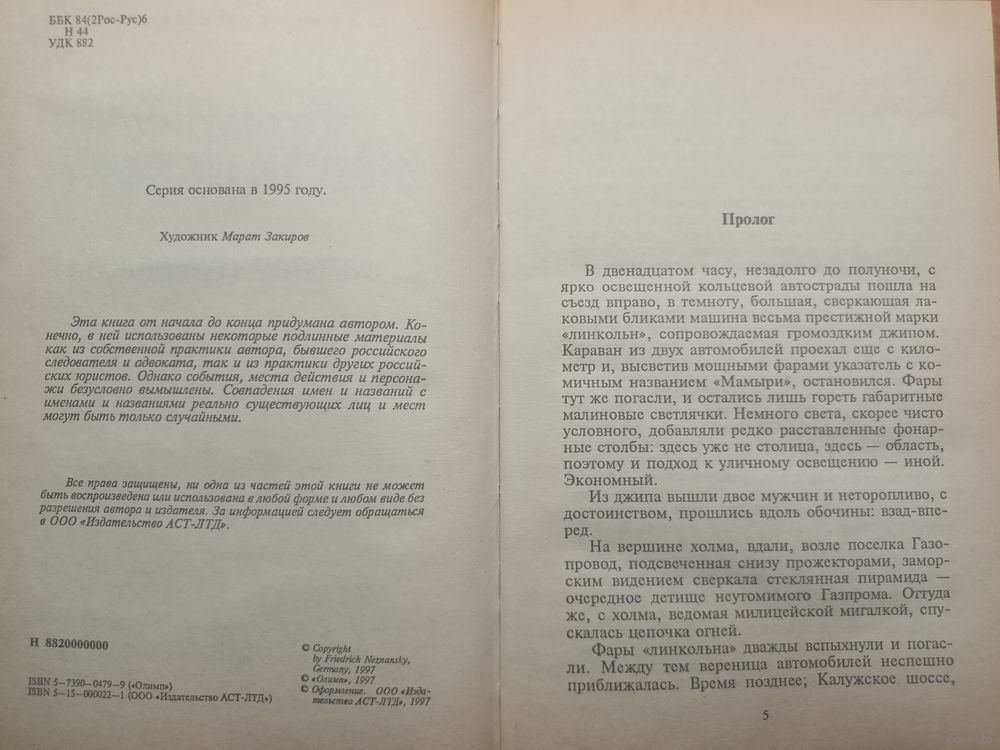 ББК 84(2Рос-Рус)6
Н 44
УДК 882
Серия основана в 1995 году.
Художник Марат Закиров
Эта книга от начала до конца придумана автором. Ко-
нечно, в ней использованы некоторые подлинные материалы
как из собственной практики автора, бывшего российского
следователя и адвоката, так и из практики других россий-
ских юристов. Однако события, места действия и персона-
жи безусловно вымышлены. Совпадения имен и названий с
именами и названиями реально существующих лиц и мест
могут быть только случайными.
Все права защищены, ни одна из частей этой книги не может
быть воспроизведена или использована в любой форме и любом виде без
разрешения автора и издателя. За информацией следует обращаться
в ООО «Издательство АСТ-ЛТД».
Н 8820000000
ISBN 5-7390-0479-9 («Олимп»)
ISBN 5-15-000022-1 (ООО «Издательство АСТ-ЛТД»)
© Copyright
by Friedrich Neznansky,
Germany, 1997
© «Олимп», 1997
© Оформление. ООО «Изда-
тельство АСТ-ЛТД», 1997
Пролог
В двенадцатом часу, незадолго до полуночи, с
ярко освещенной кольцевой автострады пошла на
съезд вправо, в темноту, большая, сверкающая ла-
ковыми бликами машина весьма престижной марки
«линкольн», сопровождаемая громоздким джипом.
Караван из двух автомобилей проехал еще с кило-
метр и, высветив мощными фарами указатель с ко-
мичным названием «Мамыри», остановился. Фары
тут же погасли, и остались лишь гореть габаритные
малиновые светлячки. Немного света, скорее чисто
условного, добавляли редко расставленные фонар-
ные столбы: здесь уже не столица, здесь — область,
поэтому и подход к уличному освещению — иной.
Экономный.
Из джипа вышли двое мужчин и неторопливо, с
достоинством, прошлись вдоль обочины: взад-впе-
ред.
На вершине холма, вдали, возле поселка Газо-
провод, подсвеченная снизу прожекторами, замор-
ским видением сверкала стеклянная пирамида —
очередное детище неутомимого Газпрома. Оттуда
же, с холма, ведомая милицейской мигалкой, спу-
скалась цепочка огней.
Фары «линкольна» дважды вспыхнули и погас-
ли. Между тем вереница автомобилей неспешно
приближалась. Время позднее; Калужское шоссе,
5